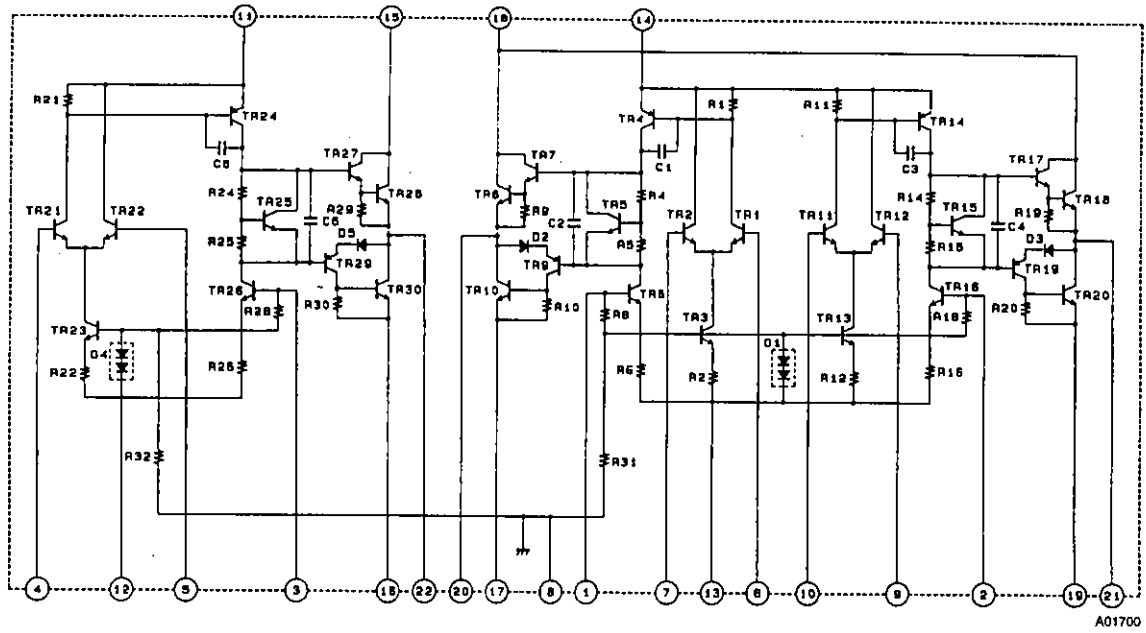 11 15 18 14
R21 R1 R11
TR24 TR4 TR14
C1 C3
TR27 TR7 TR17
R24 TR6 R4 R14 TR18
TR25 R29 R9 TR5 TR15 R19
TR21 TR22 C6 C2 TR2 TR1 TR11 TR12 C4
R25 D5 D2 R5 R15 D3
TR29 TR9 TR19
TR26 TR30 TR10 TR16 TR20
R28 R30 R10 R8 R18 R20
TR23 TR3 TR13
D4 D1
R22 R26 R6 R2 R12 R16
R32 R31
4 12 5 3 16 22 20 17 8 1 7 13 6 10 9 2 19 21
A01700